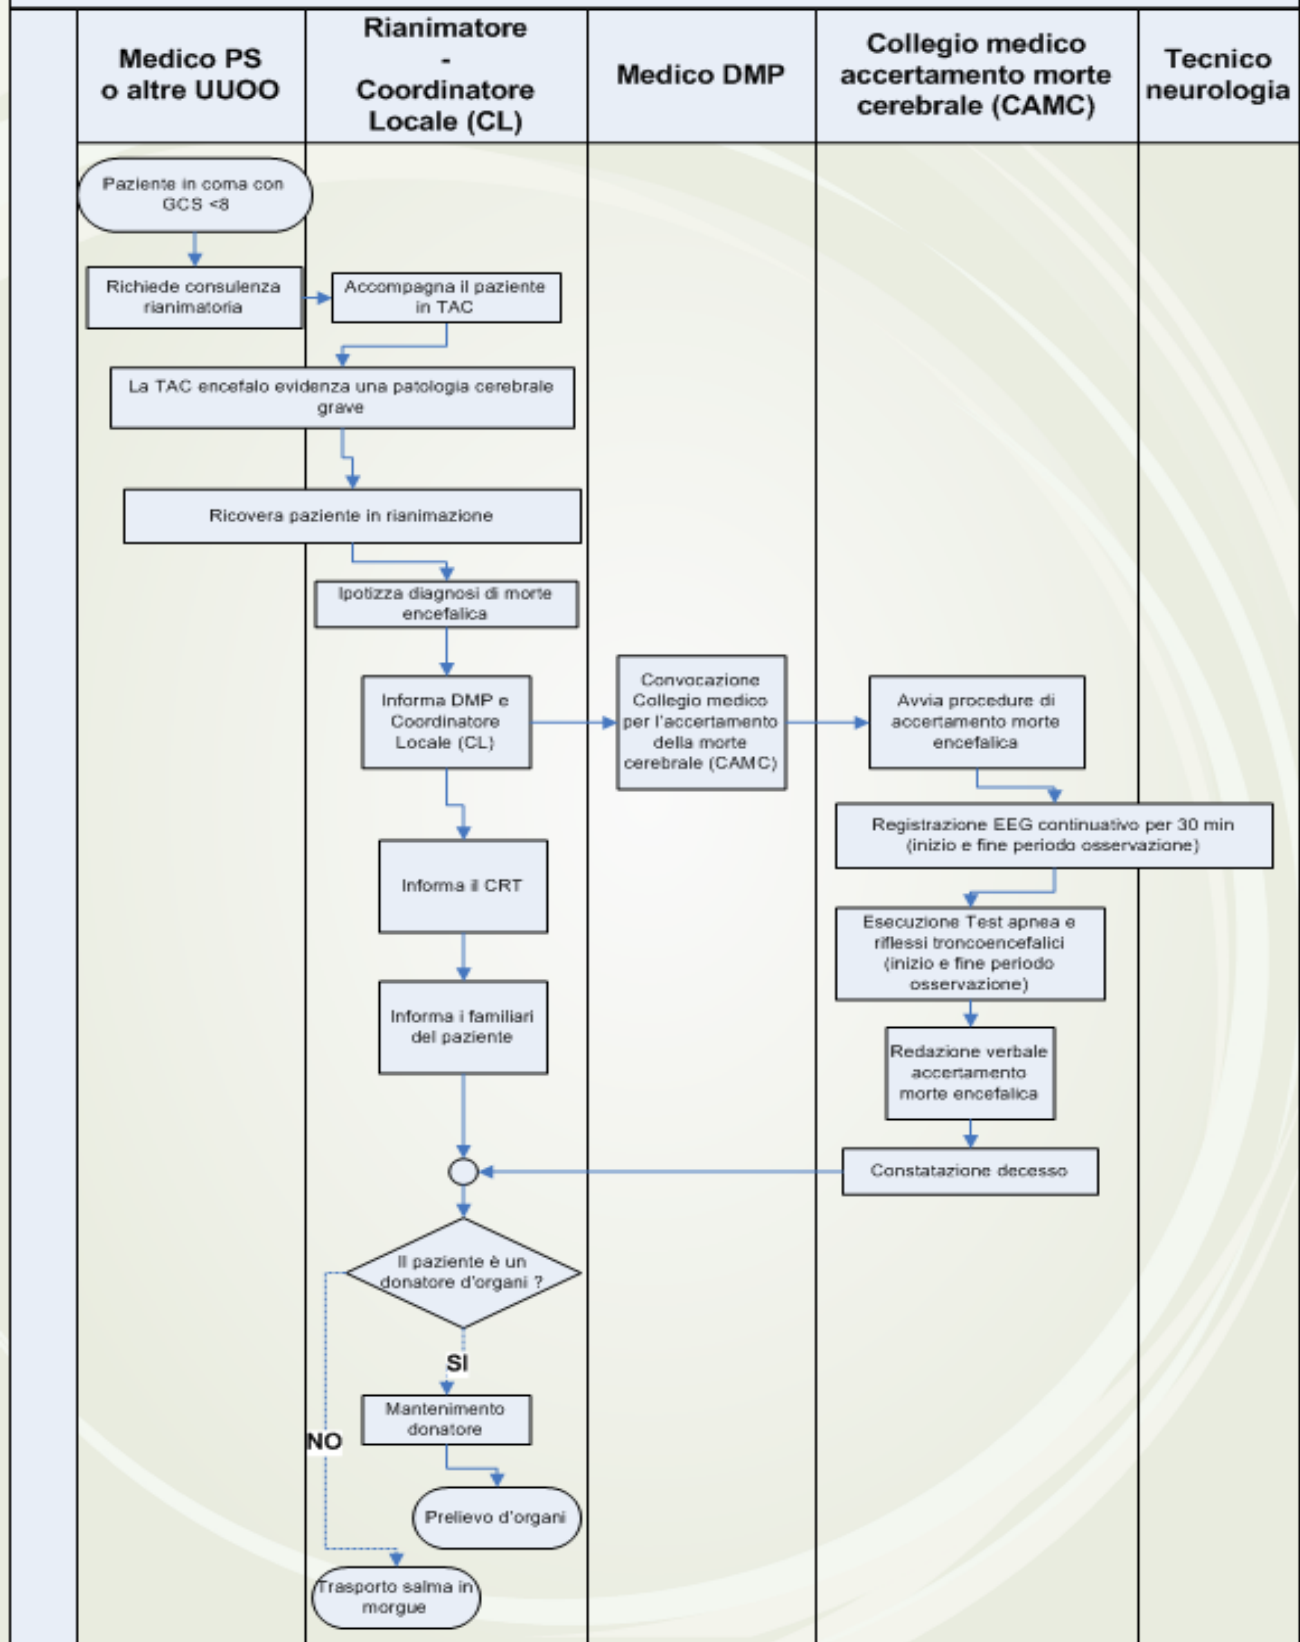 Medico PS
o altre UUOO
Rianimatore
-
Coordinatore
Locale (CL)
Medico DMP
Collegio medico
accertamento morte
cerebrale (CAMC)
Tecnico
neurologia
Paziente in coma con
GCS <8
Richiede consulenza
rianimatoria
Accompagna il paziente
in TAC
La TAC encefalo evidenza una patologia cerebrale
grave
Ricovera paziente in rianimazione
Ipotizza diagnosi di morte
encefalica
Informa DMP e
Coordinatore
Locale (CL)
Convocazione
Collegio medico
per l'accertamento
della morte
cerebrale (CAMC)
Avvia procedure di
accertamento morte
encefalica
Registrazione EEG continuativo per 30 min
(inizio e fine periodo osservazione)
Informa il CRT
Esecuzione Test apnea e
riflessi troncoencefalici
(inizio e fine periodo
osservazione)
Informa i familiari
del paziente
Redazione verbale
accertamento
morte encefalica
Constatazione decesso
Il paziente è un
donatore d'organi ?
SI
Mantenimento
donatore
NO
Prelievo d'organi
Trasporto salma in
morgue